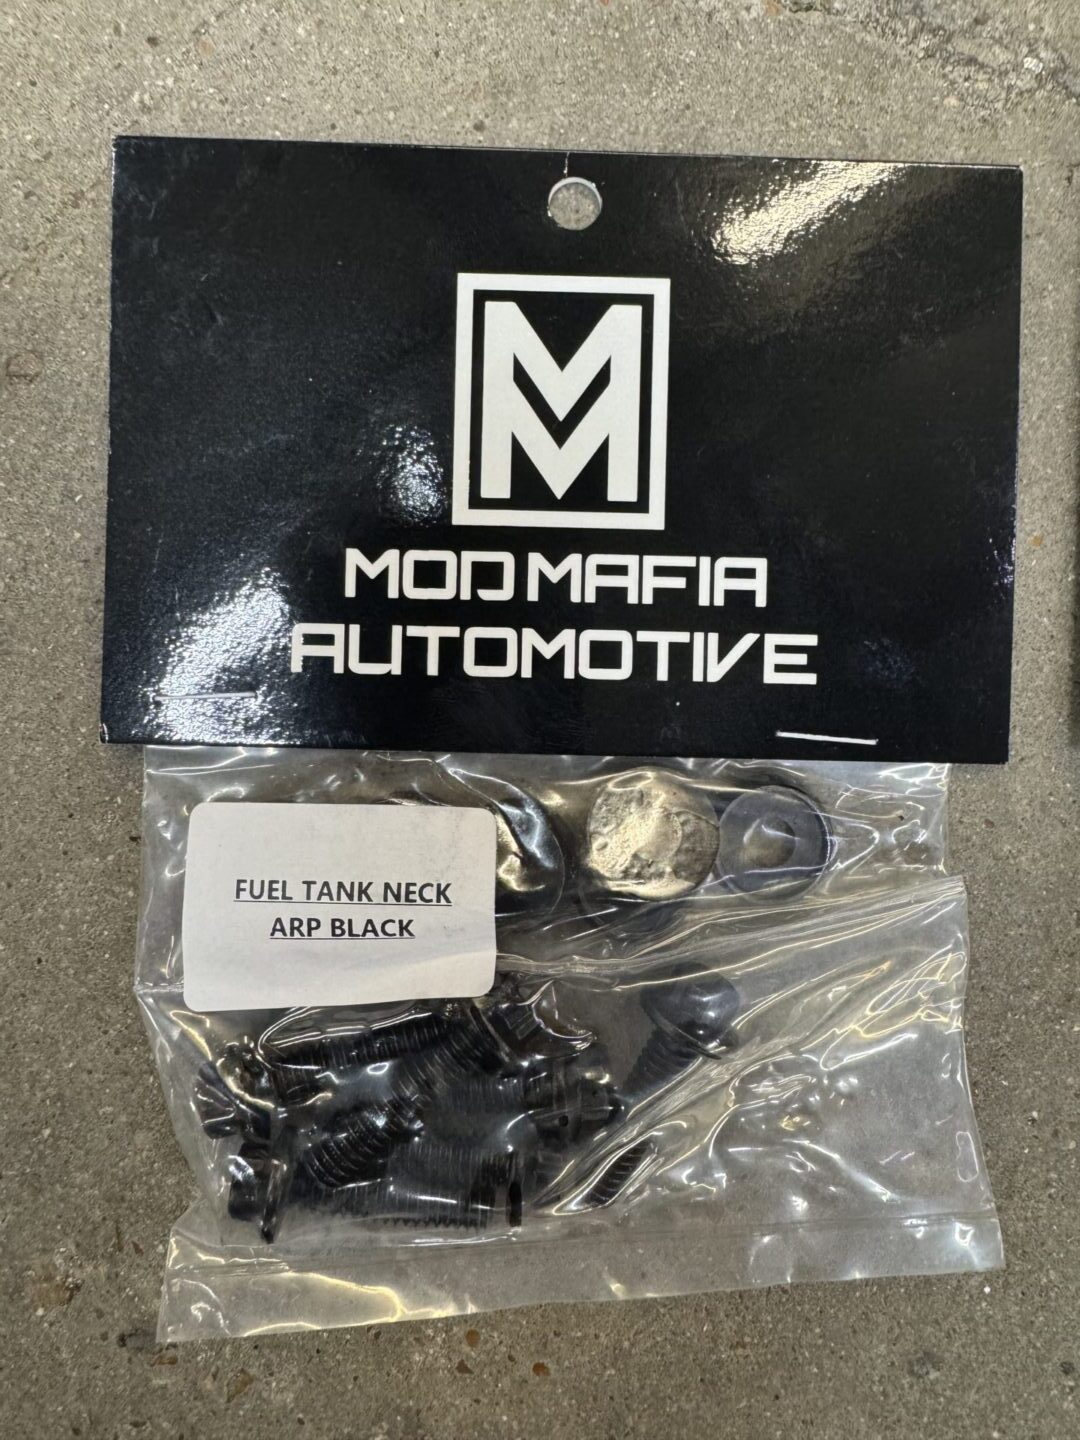 M
MOD MAFIA
AUTOMOTIVE
FUEL TANK NECK
ARP BLACK